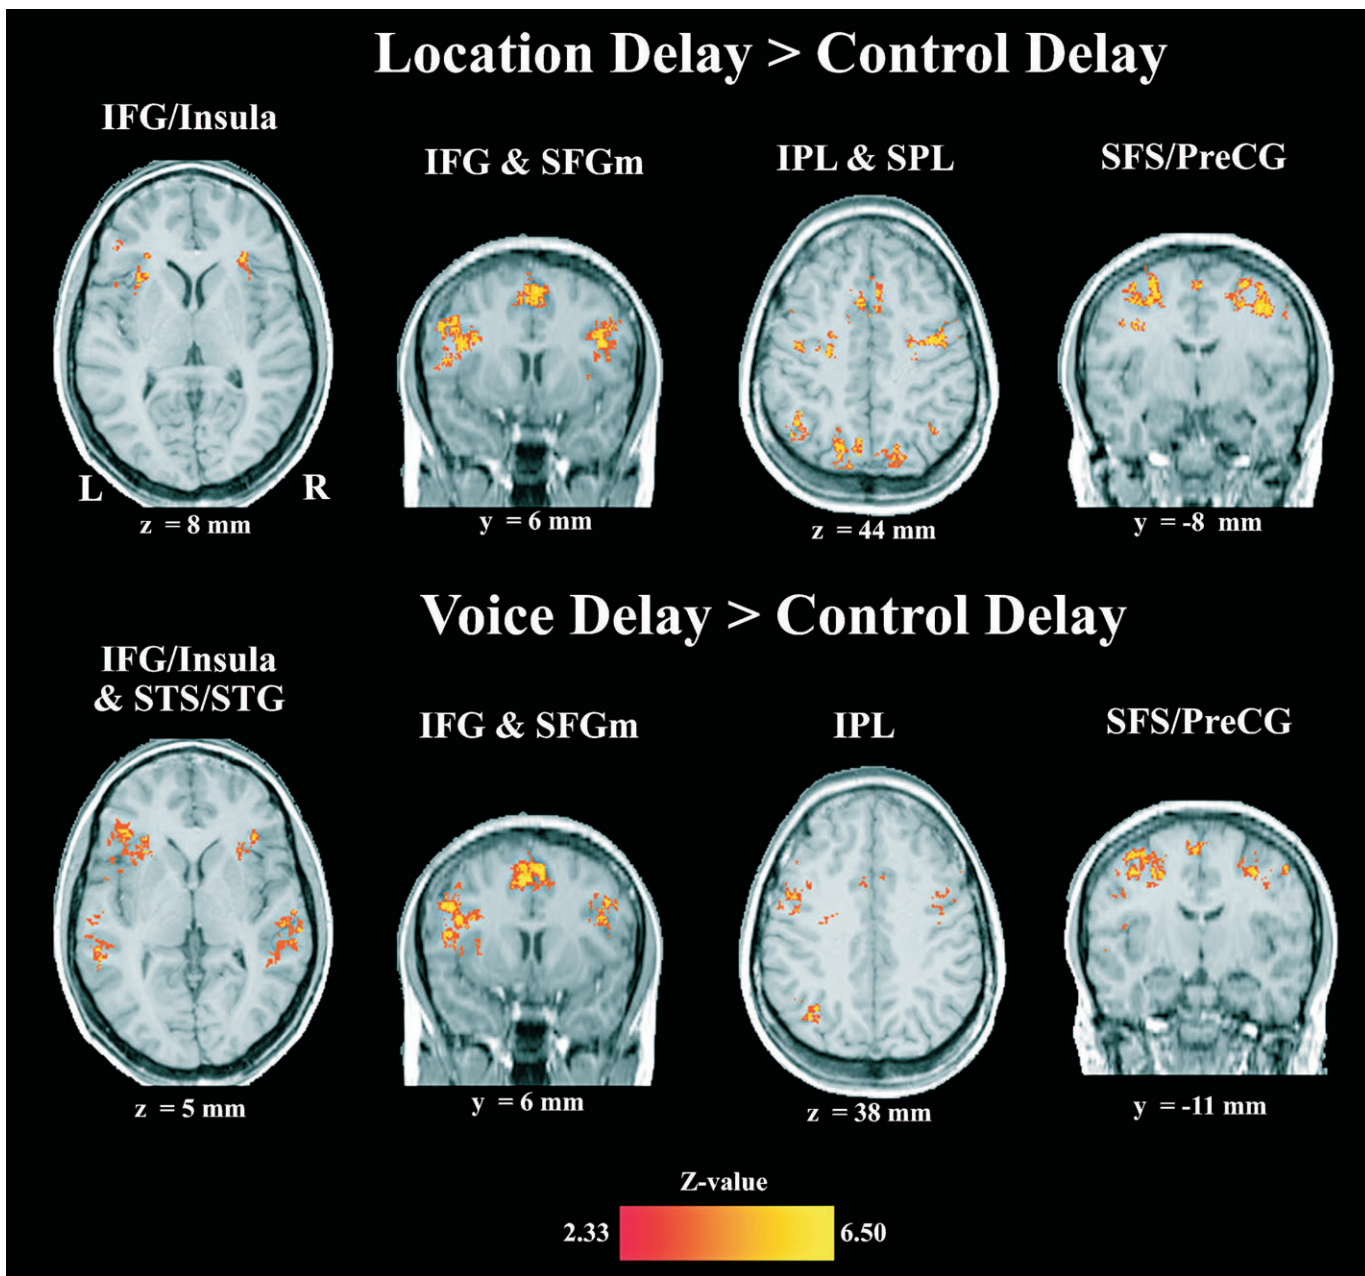 Location Delay > Control Delay
IFG/Insula
IFG & SFGm
IPL & SPL
SFS/PreCG
L
R
z = 8 mm
y = 6 mm
z = 44 mm
y = -8 mm
Voice Delay > Control Delay
IFG/Insula
& STS/STG
IFG & SFGm
IPL
SFS/PreCG
z = 5 mm
y = 6 mm
z = 38 mm
y = -11 mm
Z-value
2.33
6.50